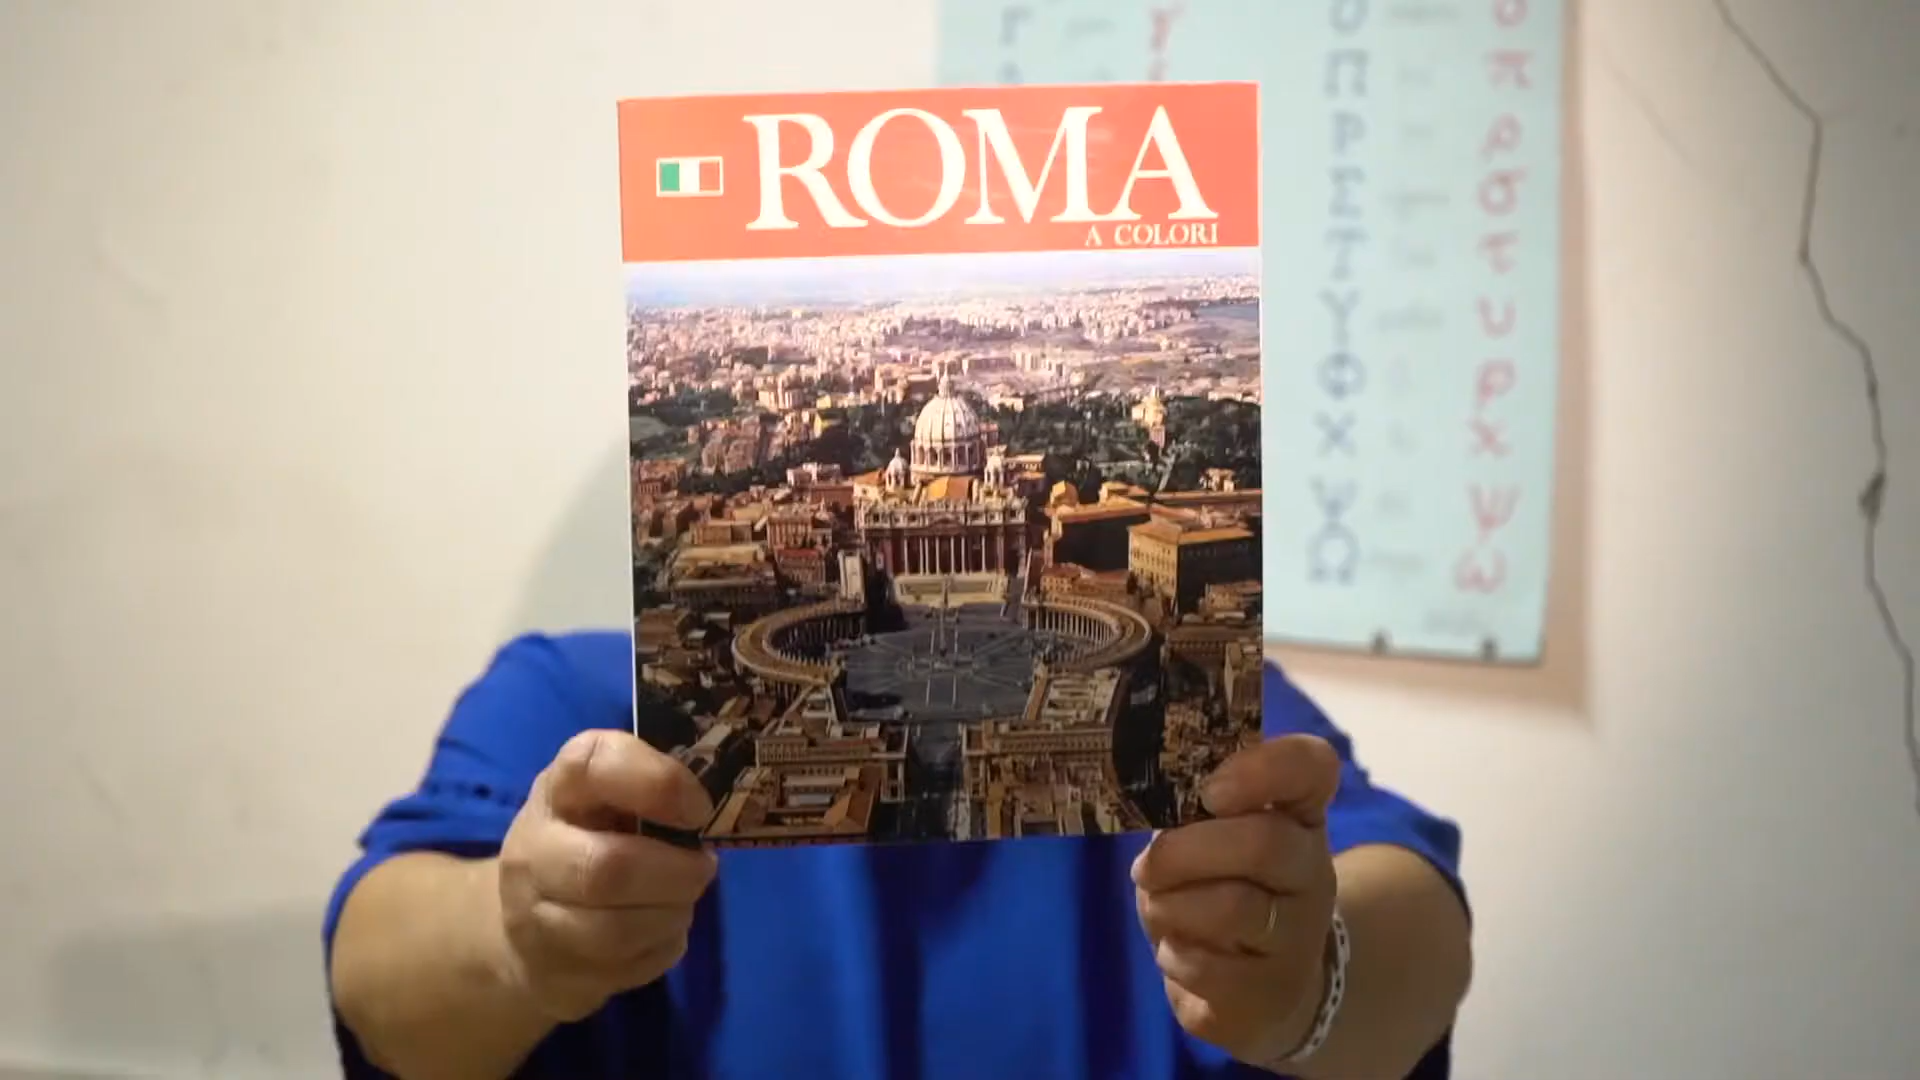 ROMA
A COLORI
Γ γ
Ο ο
Π π
Ρ ρ
Σ σ
Τ τ
Υ υ
Φ φ
Χ χ
Ψ ψ
Ω ω